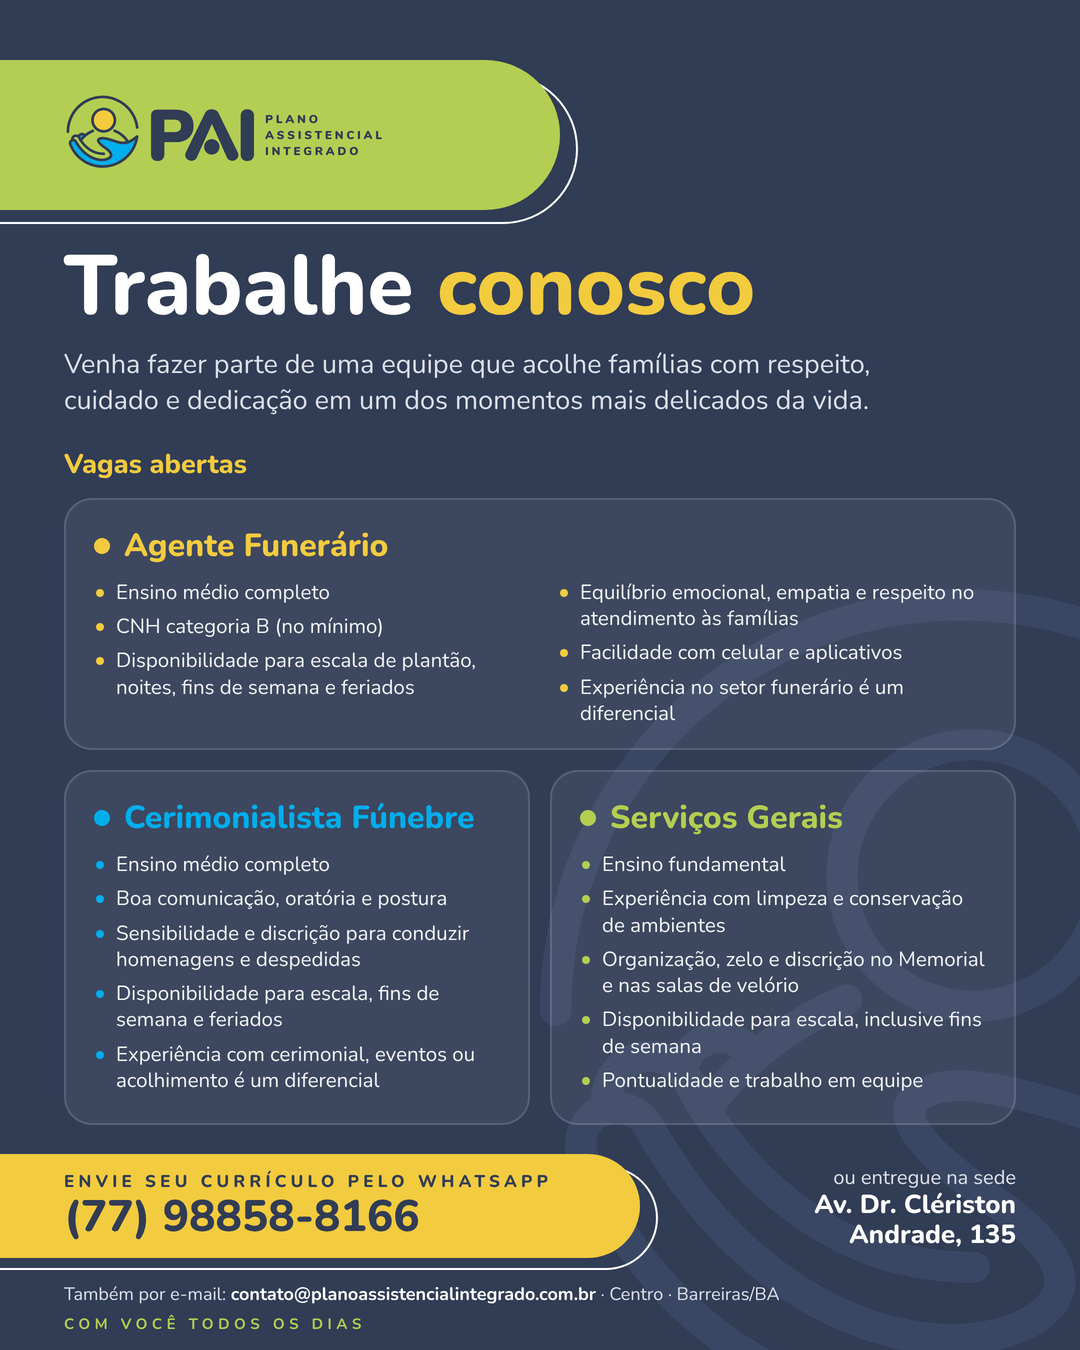 PAI
PLANO
ASSISTENCIAL
INTEGRADO
Trabalhe conosco
Venha fazer parte de uma equipe que acolhe famílias com respeito,
cuidado e dedicação em um dos momentos mais delicados da vida.
Vagas abertas
Agente Funerário
Ensino médio completo
CNH categoria B (no mínimo)
Disponibilidade para escala de plantão,
noites, fins de semana e feriados
Equilíbrio emocional, empatia e respeito no
atendimento às famílias
Facilidade com celular e aplicativos
Experiência no setor funerário é um
diferencial
Cerimonialista Fúnebre
Ensino médio completo
Boa comunicação, oratória e postura
Sensibilidade e discrição para conduzir
homenagens e despedidas
Disponibilidade para escala, fins de
semana e feriados
Experiência com cerimonial, eventos ou
acolhimento é um diferencial
Serviços Gerais
Ensino fundamental
Experiência com limpeza e conservação
de ambientes
Organização, zelo e discrição no Memorial
e nas salas de velório
Disponibilidade para escala, inclusive fins
de semana
Pontualidade e trabalho em equipe
ENVIE SEU CURRÍCULO PELO WHATSAPP
(77) 98858-8166
ou entregue na sede
Av. Dr. Clériston
Andrade, 135
Também por e-mail: contato@planoassistencialintegrado.com.br · Centro · Barreiras/BA
COM VOCÊ TODOS OS DIAS